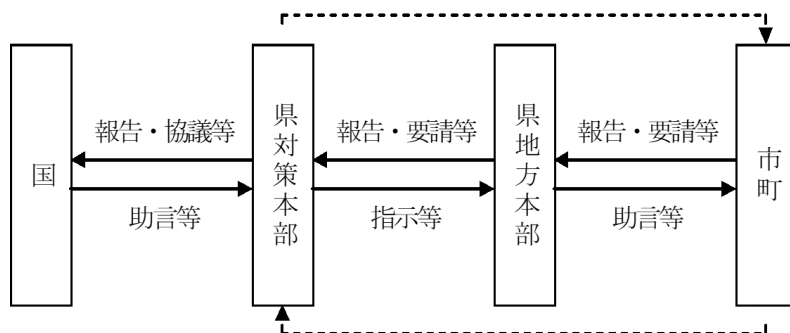 国
報告・協議等
助言等
県対策本部
報告・要請等
指示等
県地方本部
報告・要請等
助言等
市町